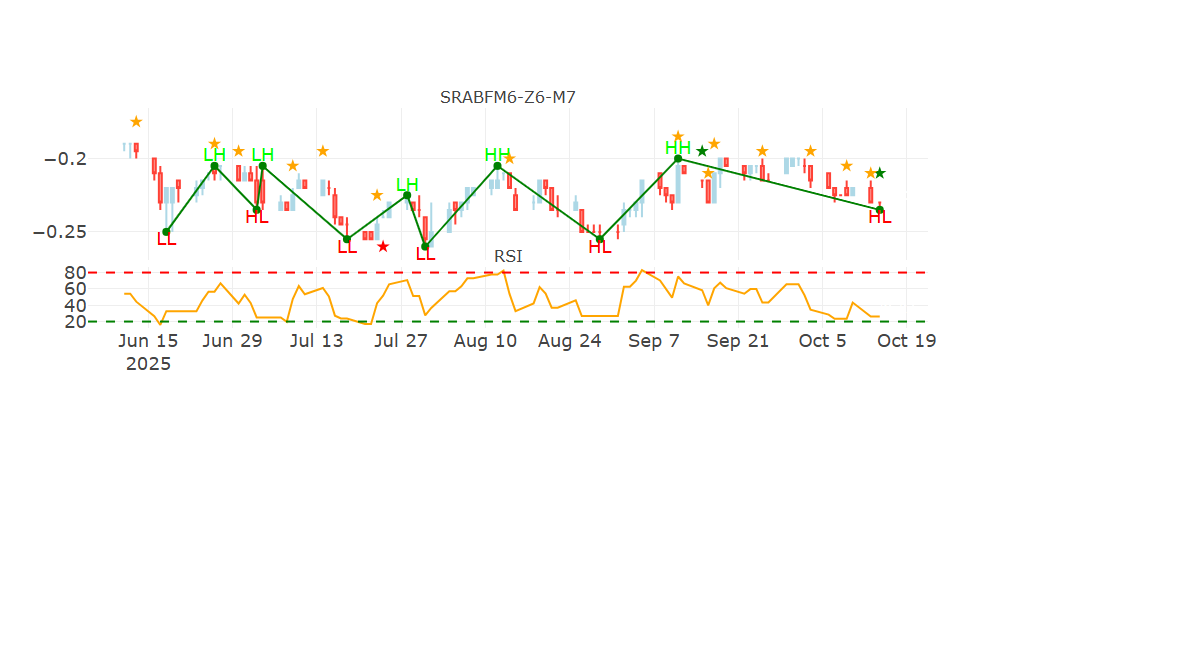 SRABFM6-Z6-M7
−0.2
−0.25
LH
LH
HH
HH
LH
LL
HL
LL
LL
HL
HL
RSI
80
60
40
20
Jun 15
2025
Jun 29
Jul 13
Jul 27
Aug 10
Aug 24
Sep 7
Sep 21
Oct 5
Oct 19